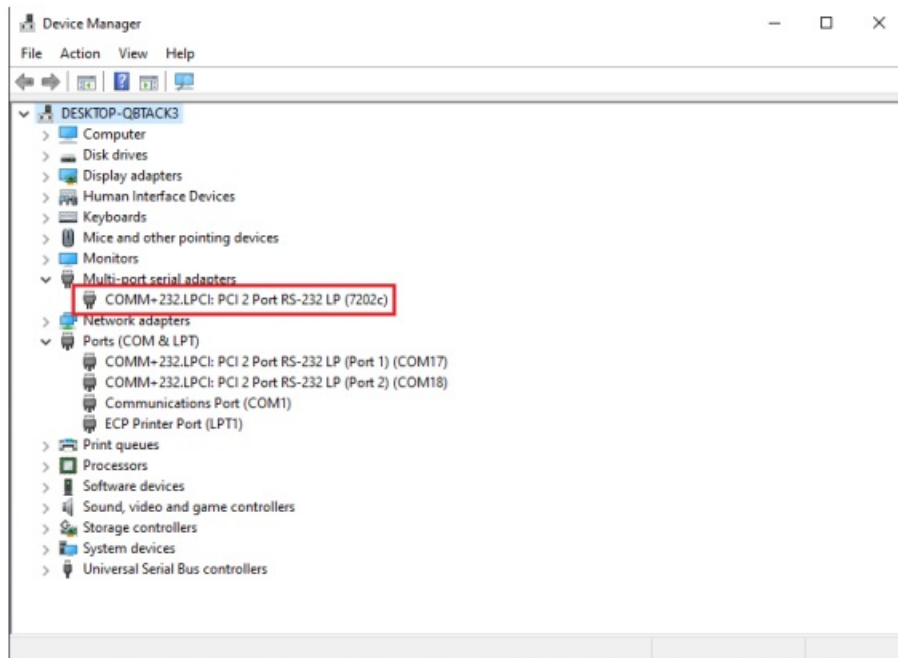 Device Manager
File Action View Help
DESKTOP-QBTACK3
Computer
Disk drives
Display adapters
Human Interface Devices
Keyboards
Mice and other pointing devices
Monitors
Multi-port serial adapters
COMM+232.LPCI: PCI 2 Port RS-232 LP (7202c)
Network adapters
Ports (COM & LPT)
COMM+232.LPCI: PCI 2 Port RS-232 LP (Port 1) (COM17)
COMM+232.LPCI: PCI 2 Port RS-232 LP (Port 2) (COM18)
Communications Port (COM1)
ECP Printer Port (LPT1)
Print queues
Processors
Software devices
Sound, video and game controllers
Storage controllers
System devices
Universal Serial Bus controllers